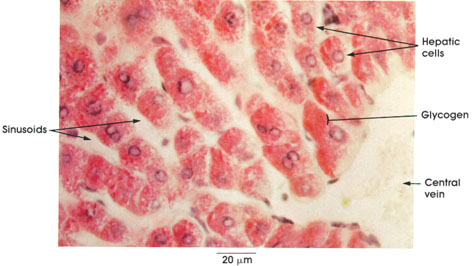 Hepatic
cells
Glycogen
Sinusoids
Central
vein
20 μm